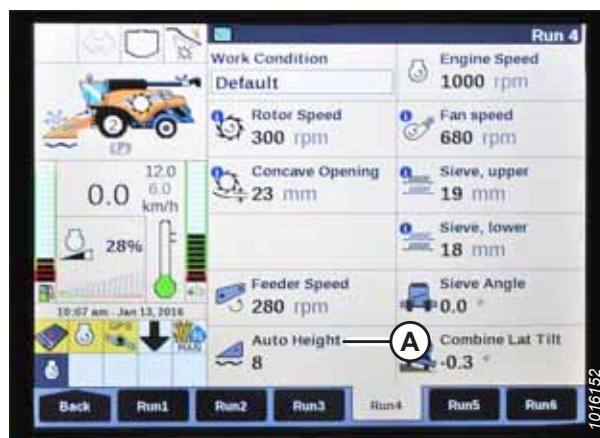 Run 4
Work Condition
Default
Engine Speed
1000 rpm
Rotor Speed
300 rpm
Fan speed
680 rpm
Concave Opening
23 mm
Sieve, upper
19 mm
Sieve, lower
18 mm
Feeder Speed
280 rpm
Sieve Angle
0.0 °
Auto Height
8
A
Combine Lat Tilt
-0.3 °
2
(P)
0.0
12.0
6.0
km/h
28%
10:07 am Jan 13, 2016
GPS
MAN
Back
Run1
Run2
Run3
Run4
Run5
Run6
1016152